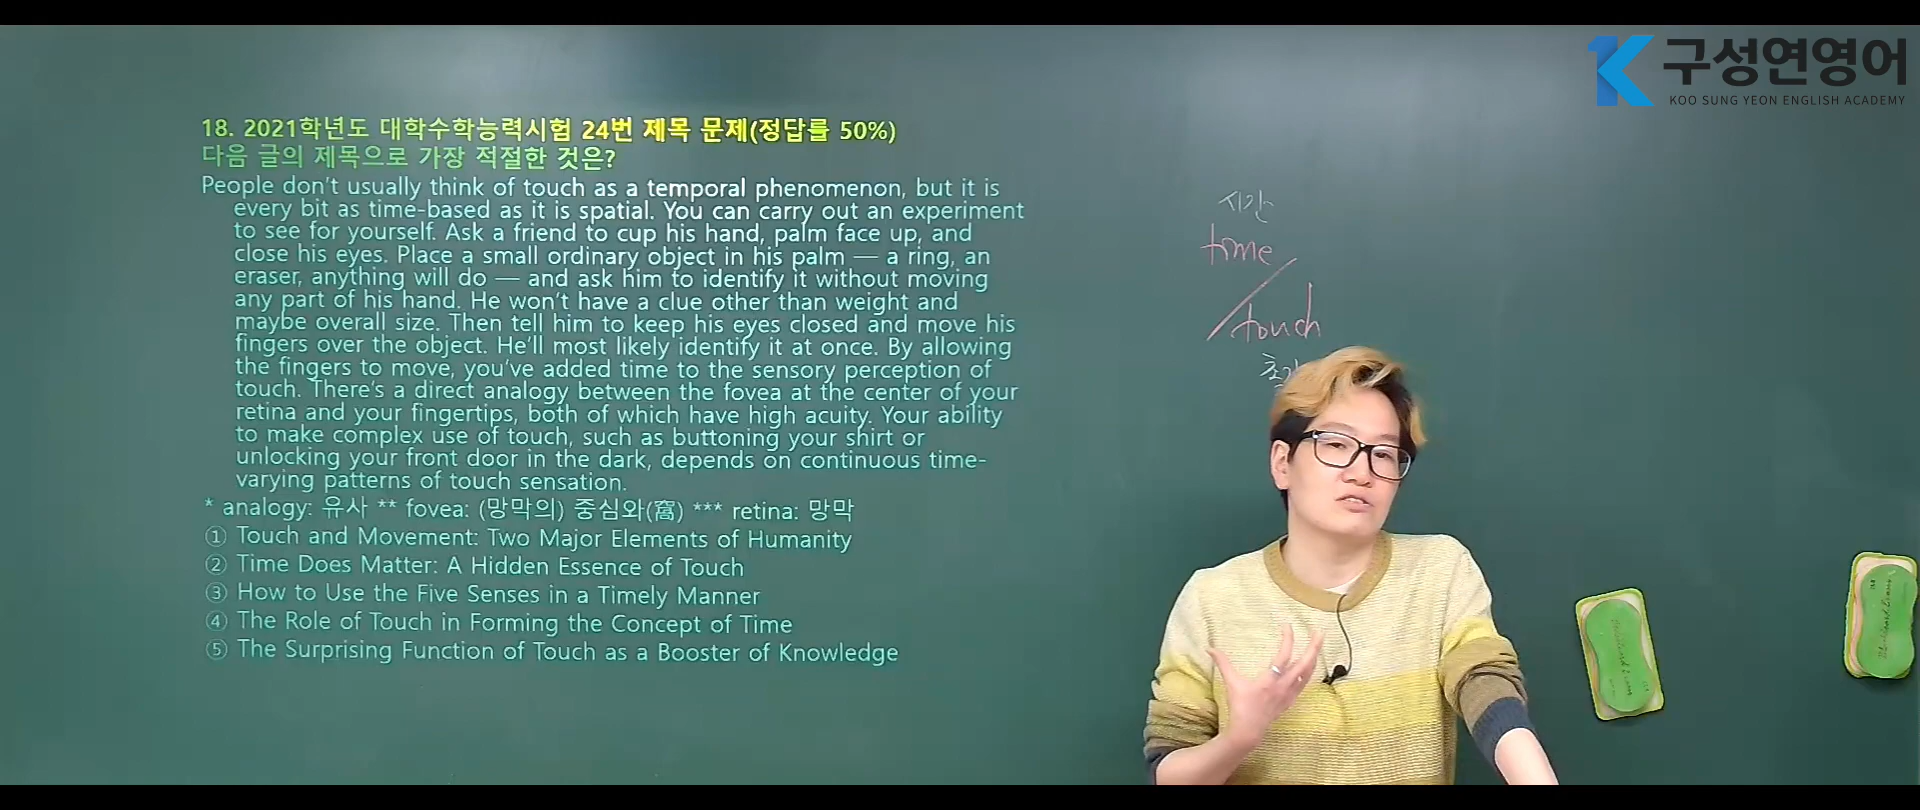 구성연영어
KOO SUNG YEON ENGLISH ACADEMY
18. 2021학년도 대학수학능력시험 24번 제목 문제(정답률 50%)
다음 글의 제목으로 가장 적절한 것은?
People don't usually think of touch as a temporal phenomenon, but it is
every bit as time-based as it is spatial. You can carry out an experiment
to see for yourself. Ask a friend to cup his hand, palm face up, and
close his eyes. Place a small ordinary object in his palm — a ring, an
eraser, anything will do — and ask him to identify it without moving
any part of his hand. He won't have a clue other than weight and
maybe overall size. Then tell him to keep his eyes closed and move his
fingers over the object. He'll most likely identify it at once. By allowing
the fingers to move, you've added time to the sensory perception of
touch. There's a direct analogy between the fovea at the center of your
retina and your fingertips, both of which have high acuity. Your ability
to make complex use of touch, such as buttoning your shirt or
unlocking your front door in the dark, depends on continuous time-
varying patterns of touch sensation.
* analogy: 유사 ** fovea: (망막의) 중심와(窩) *** retina: 망막
① Touch and Movement: Two Major Elements of Humanity
② Time Does Matter: A Hidden Essence of Touch
③ How to Use the Five Senses in a Timely Manner
④ The Role of Touch in Forming the Concept of Time
⑤ The Surprising Function of Touch as a Booster of Knowledge
시간
time
touch